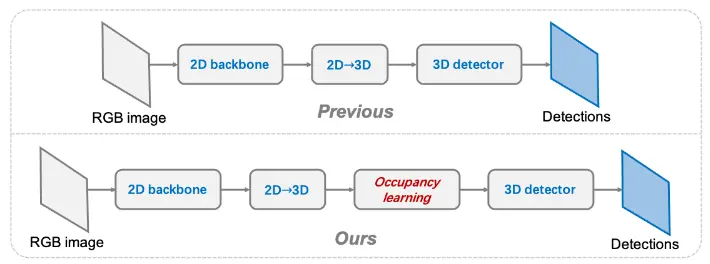 2D backbone
2D→3D
3D detector
RGB image
Previous
Detections
2D backbone
2D→3D
Occupancy
learning
3D detector
RGB image
Ours
Detections